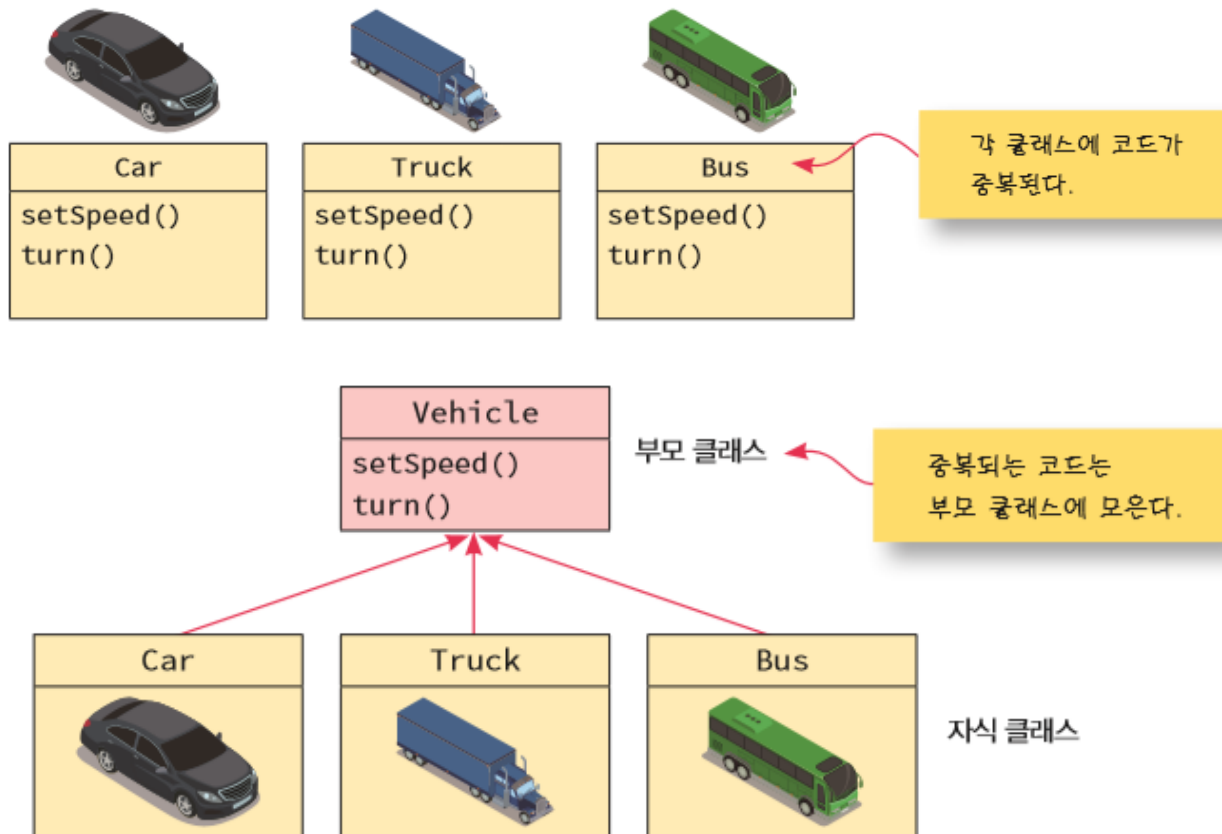 Car
Truck
Bus
각 클래스에 코드가
중복된다.
setSpeed()
turn()
setSpeed()
turn()
setSpeed()
turn()
Vehicle
setSpeed()
turn()
부모 클래스
중복되는 코드는
부모 클래스에 모은다.
Car
Truck
Bus
자식 클래스